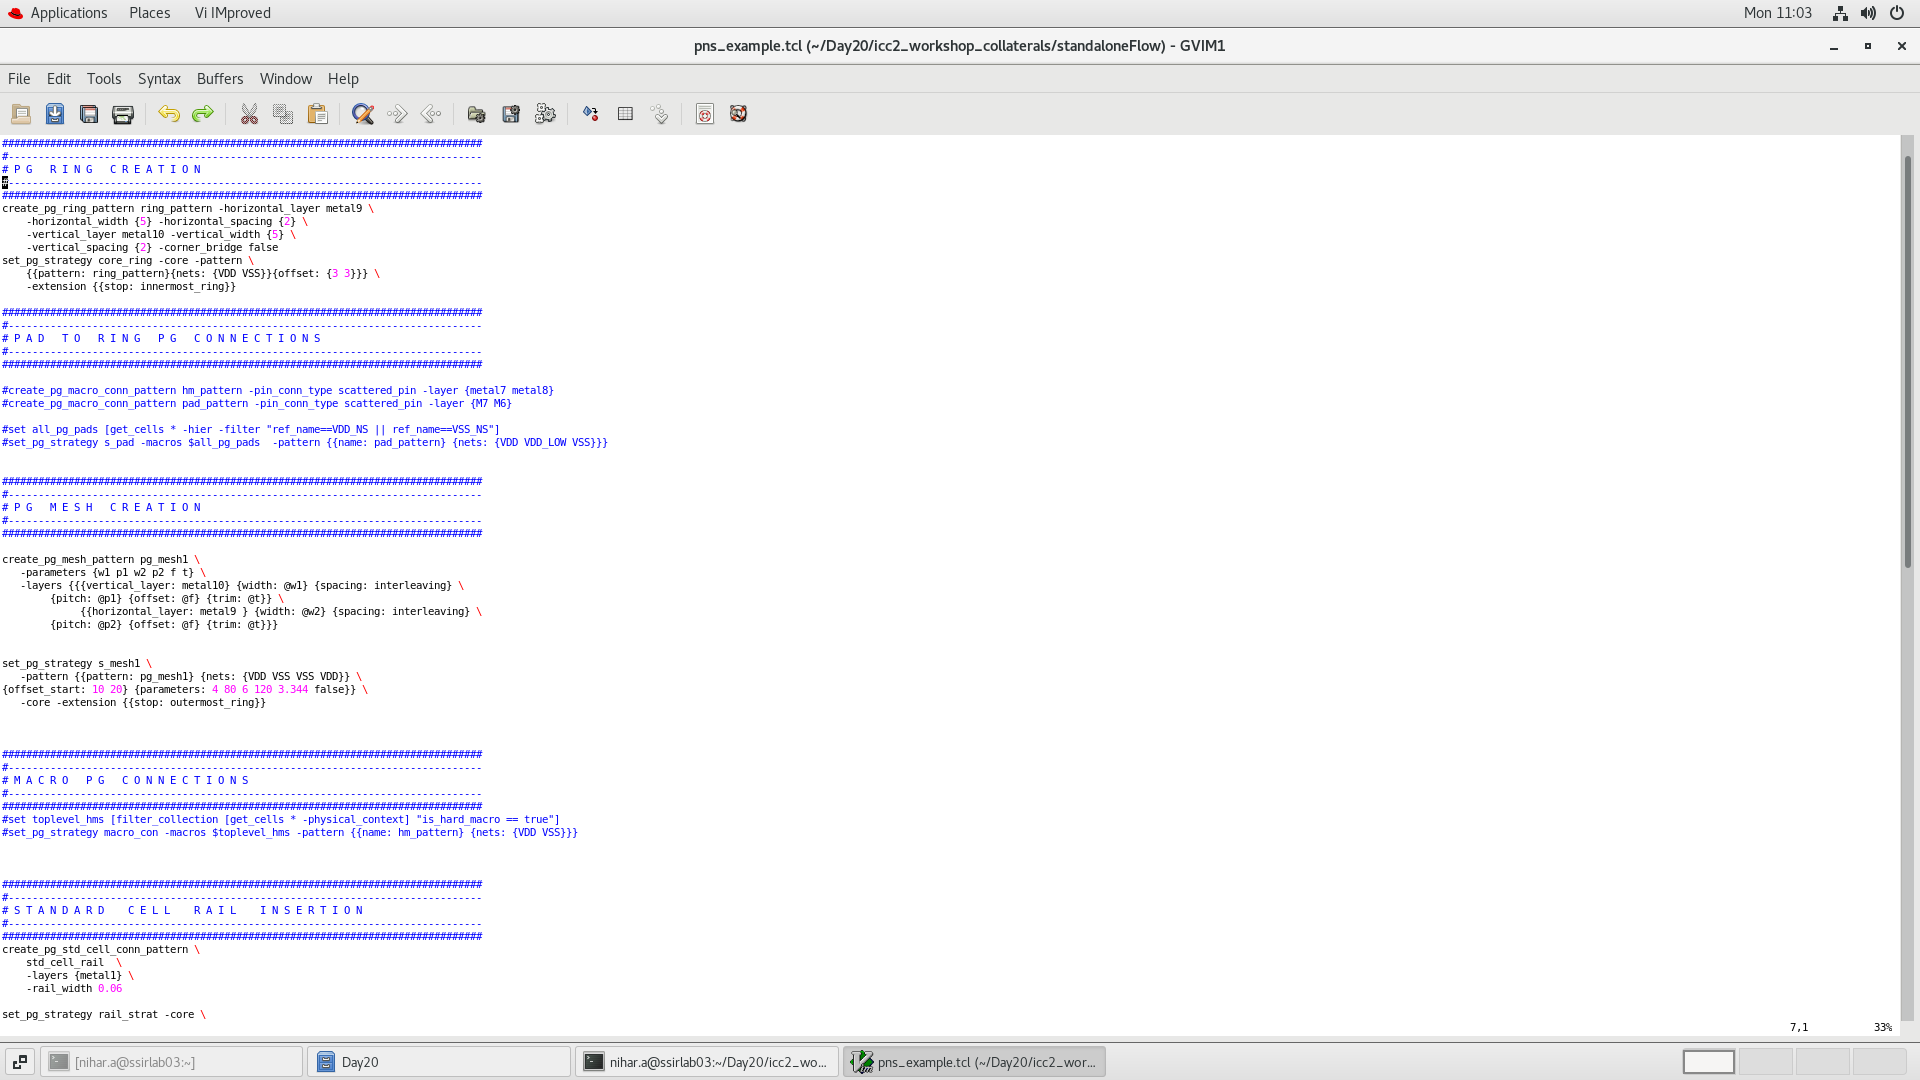 Applications Places Vi IMproved Mon 11:03
pns_example.tcl (~/Day20/icc2_workshop_collaterals/standaloneFlow) - GVIM1
File Edit Tools Syntax Buffers Window Help
################################################################################
#-------------------------------------------------------------------------------
# P G   R I N G   C R E A T I O N
#-------------------------------------------------------------------------------
################################################################################
create_pg_ring_pattern ring_pattern -horizontal_layer metal9 \
    -horizontal_width {5} -horizontal_spacing {2} \
    -vertical_layer metal10 -vertical_width {5} \
    -vertical_spacing {2} -corner_bridge false
set_pg_strategy core_ring -core -pattern \
    {{pattern: ring_pattern}{nets: {VDD VSS}}{offset: {3 3}}} \
    -extension {{stop: innermost_ring}}
################################################################################
#-------------------------------------------------------------------------------
# P A D   T O   R I N G   P G   C O N N E C T I O N S
#-------------------------------------------------------------------------------
################################################################################
#create_pg_macro_conn_pattern hm_pattern -pin_conn_type scattered_pin -layer {metal7 metal8}
#create_pg_macro_conn_pattern pad_pattern -pin_conn_type scattered_pin -layer {M7 M6}
#set all_pg_pads [get_cells * -hier -filter "ref_name==VDD_NS || ref_name==VSS_NS"]
#set_pg_strategy s_pad -macros $all_pg_pads  -pattern {{name: pad_pattern} {nets: {VDD VDD_LOW VSS}}}
################################################################################
#-------------------------------------------------------------------------------
# P G   M E S H   C R E A T I O N
#-------------------------------------------------------------------------------
################################################################################
create_pg_mesh_pattern pg_mesh1 \
   -parameters {w1 p1 w2 p2 f t} \
   -layers {{{vertical_layer: metal10} {width: @w1} {spacing: interleaving} \
        {pitch: @p1} {offset: @f} {trim: @t}} \
             {{horizontal_layer: metal9 } {width: @w2} {spacing: interleaving} \
        {pitch: @p2} {offset: @f} {trim: @t}}}
set_pg_strategy s_mesh1 \
   -pattern {{pattern: pg_mesh1} {nets: {VDD VSS VSS VDD}} \
{offset_start: 10 20} {parameters: 4 80 6 120 3.344 false}} \
   -core -extension {{stop: outermost_ring}}
################################################################################
#-------------------------------------------------------------------------------
# M A C R O   P G   C O N N E C T I O N S
#-------------------------------------------------------------------------------
################################################################################
#set toplevel_hms [filter_collection [get_cells * -physical_context] "is_hard_macro == true"]
#set_pg_strategy macro_con -macros $toplevel_hms -pattern {{name: hm_pattern} {nets: {VDD VSS}}}
################################################################################
#-------------------------------------------------------------------------------
# S T A N D A R D   C E L L   R A I L   I N S E R T I O N
#-------------------------------------------------------------------------------
################################################################################
create_pg_std_cell_conn_pattern \
    std_cell_rail  \
    -layers {metal1} \
    -rail_width 0.06
set_pg_strategy rail_strat -core \
7,1 33%
[nihar.a@ssirlab03:~] Day20 nihar.a@ssirlab03:~/Day20/icc2_wo... pns_example.tcl (~/Day20/icc2_wor...